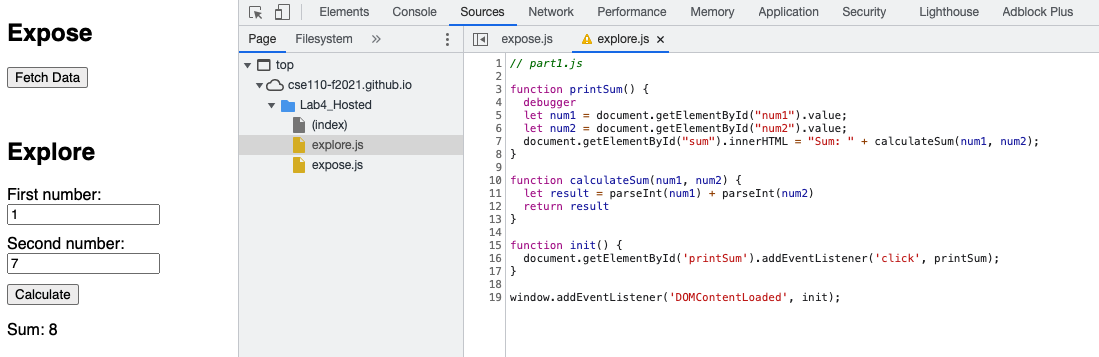 Expose
Fetch Data
Explore
First number:
1
Second number:
7
Calculate
Sum: 8
Elements Console Sources Network Performance Memory Application Security Lighthouse Adblock Plus
Page Filesystem »
top
cse110-f2021.github.io
Lab4_Hosted
(index)
explore.js
expose.js
expose.js explore.js ×
1 // part1.js
2
3 function printSum() {
4   debugger
5   let num1 = document.getElementById("num1").value;
6   let num2 = document.getElementById("num2").value;
7   document.getElementById("sum").innerHTML = "Sum: " + calculateSum(num1, num2);
8 }
9
10 function calculateSum(num1, num2) {
11   let result = parseInt(num1) + parseInt(num2)
12   return result
13 }
14
15 function init() {
16   document.getElementById('printSum').addEventListener('click', printSum);
17 }
18
19 window.addEventListener('DOMContentLoaded', init);